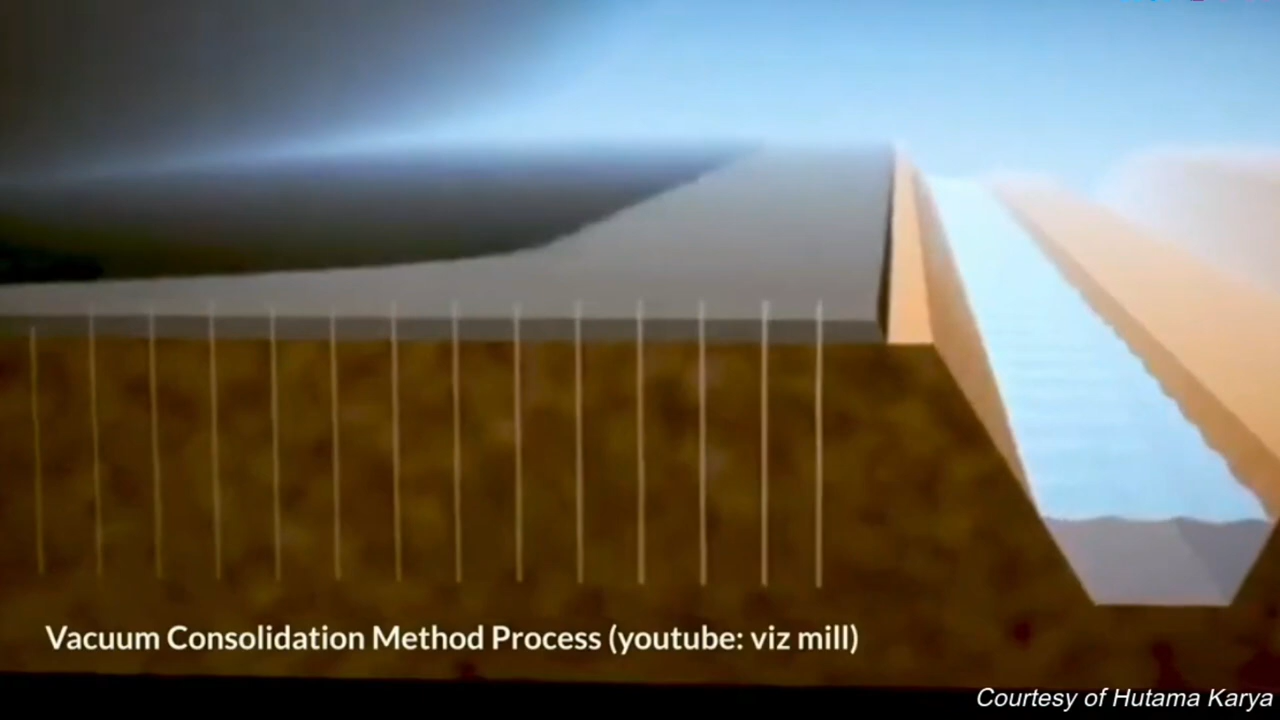 Vacuum Consolidation Method Process (youtube: viz mill)
Courtesy of Hutama Karya